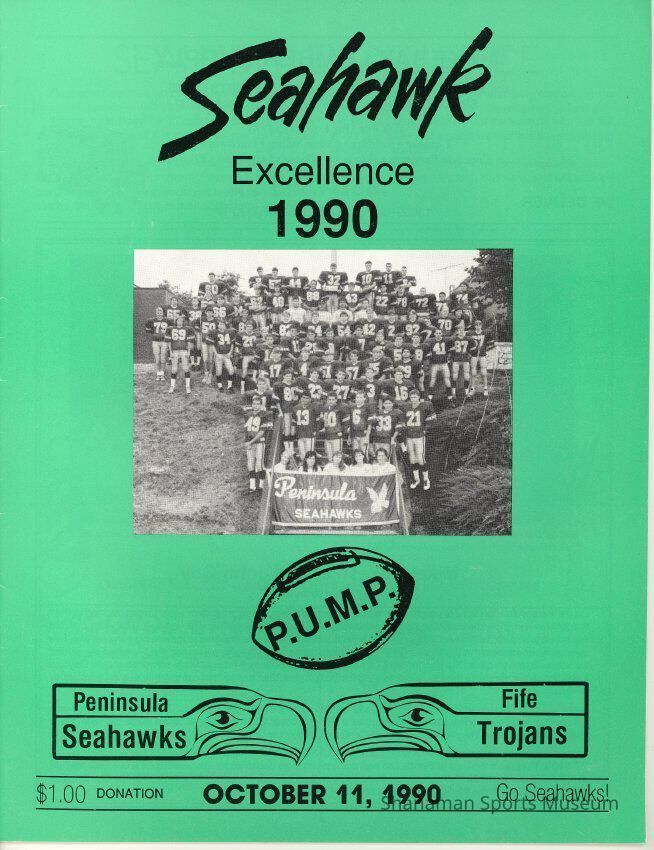 Seahawk
Excellence
1990
Peninsula
SEAHAWKS
P.U.M.P.
Peninsula
Seahawks
Fife
Trojans
$1.00 DONATION
OCTOBER 11, 1990
Go Seahawks!
Shanaman Sports Museum